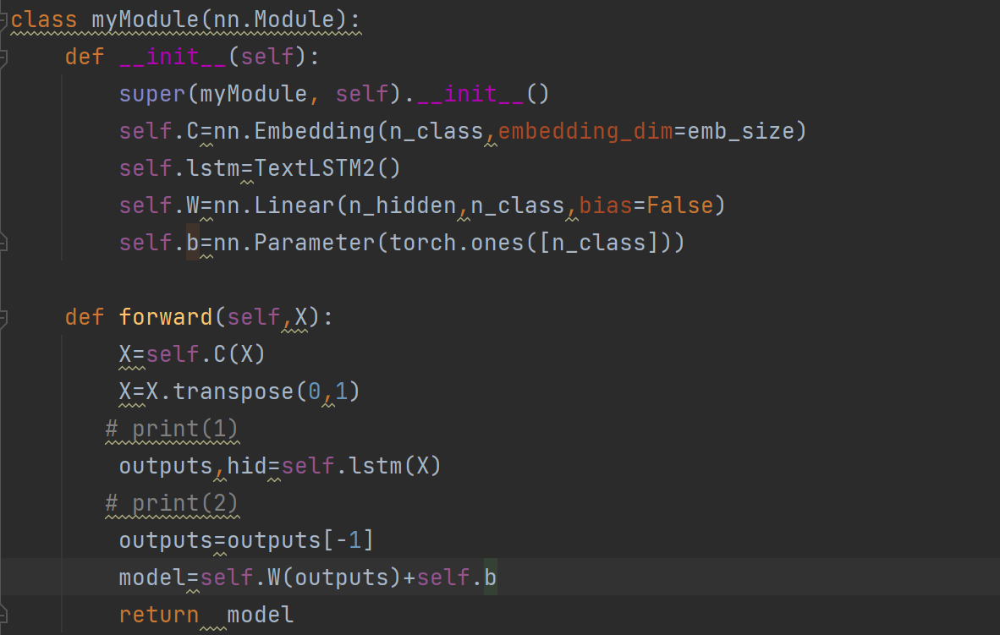 class myModule(nn.Module):
    def __init__(self):
        super(myModule, self).__init__()
        self.C=nn.Embedding(n_class,embedding_dim=emb_size)
        self.lstm=TextLSTM2()
        self.W=nn.Linear(n_hidden,n_class,bias=False)
        self.b=nn.Parameter(torch.ones([n_class]))

    def forward(self,X):
        X=self.C(X)
        X=X.transpose(0,1)
       # print(1)
        outputs,hid=self.lstm(X)
       # print(2)
        outputs=outputs[-1]
        model=self.W(outputs)+self.b
        return  model